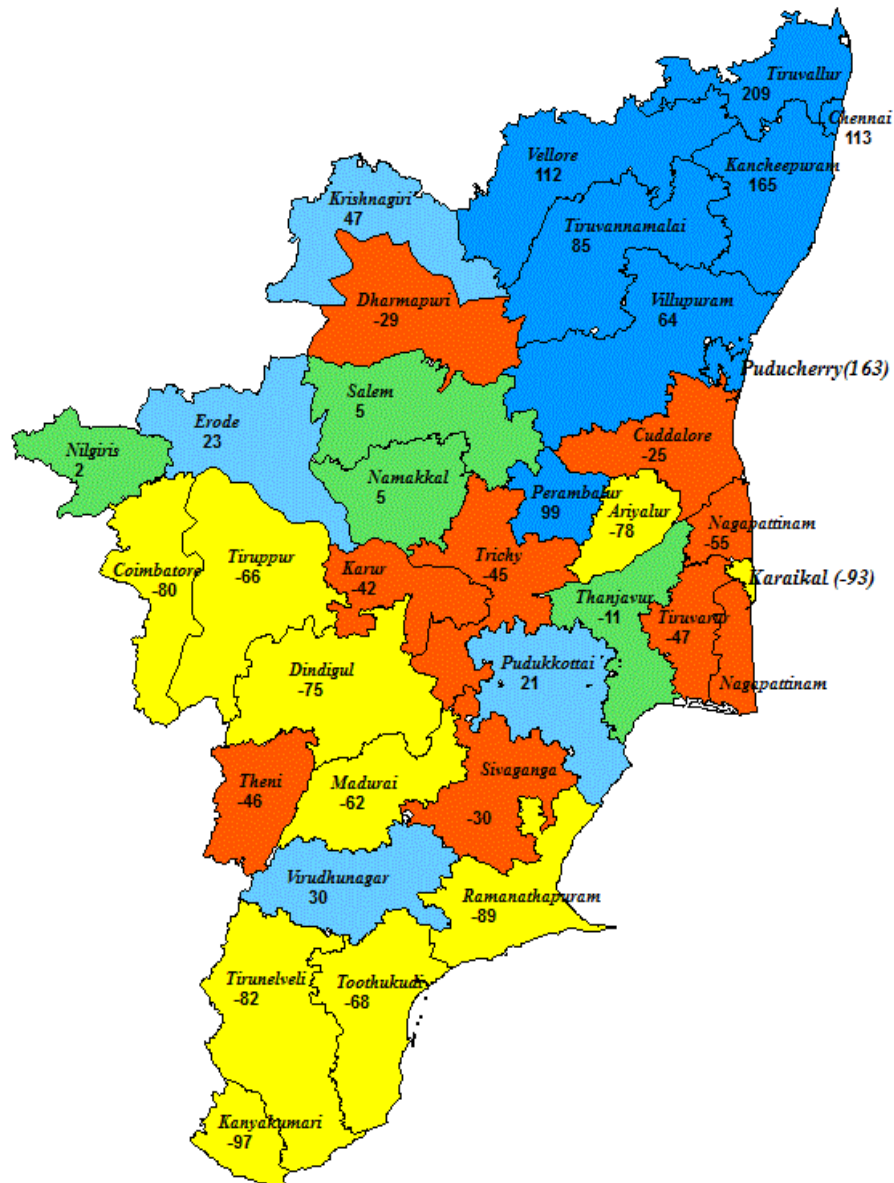 Tiruvallur
209
Chennai
113
Vellore
112
Kancheepuram
165
Krishnagiri
47
Tiruvannamalai
85
Dharmapuri
-29
Villupuram
64
Puducherry(163)
Salem
5
Erode
23
Cuddalore
-25
Nilgiris
2
Namakkal
5
Perambalur
99
Ariyalur
-78
Nagapattinam
-55
Tiruppur
-66
Coimbatore
-80
Karur
-42
Trichy
-45
Karaikal (-93)
Thanjavur
-11
Tiruvarur
-47
Dindigul
-75
Pudukkottai
21
Nagapattinam
Theni
-46
Madurai
-62
Sivaganga
-30
Virudhunagar
30
Ramanathapuram
-89
Tirunelveli
-82
Toothukudi
-68
Kanyakumari
-97